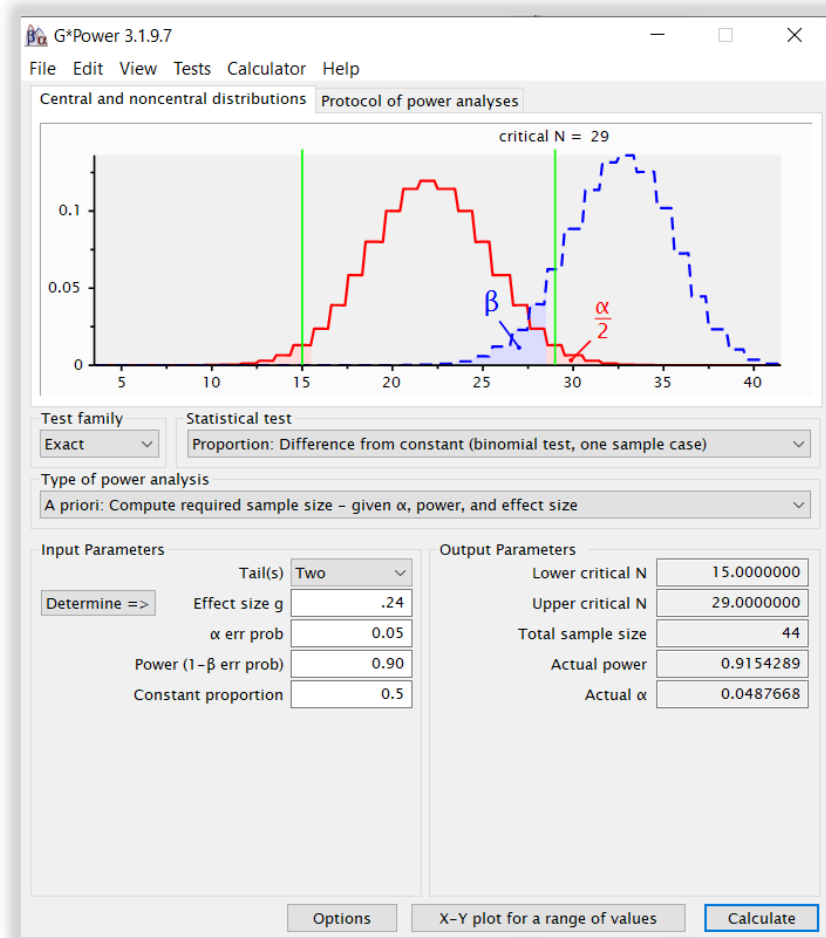 G*Power 3.1.9.7
File Edit View Tests Calculator Help
Central and noncentral distributions Protocol of power analyses
critical N = 29
0.1
0.05
0
β
α
2
5 10 15 20 25 30 35 40
Test family Statistical test
Exact Proportion: Difference from constant (binomial test, one sample case)
Type of power analysis
A priori: Compute required sample size – given α, power, and effect size
Input Parameters Output Parameters
Tail(s) Two Lower critical N 15.0000000
Determine => Effect size g .24 Upper critical N 29.0000000
α err prob 0.05 Total sample size 44
Power (1–β err prob) 0.90 Actual power 0.9154289
Constant proportion 0.5 Actual α 0.0487668
Options X–Y plot for a range of values Calculate